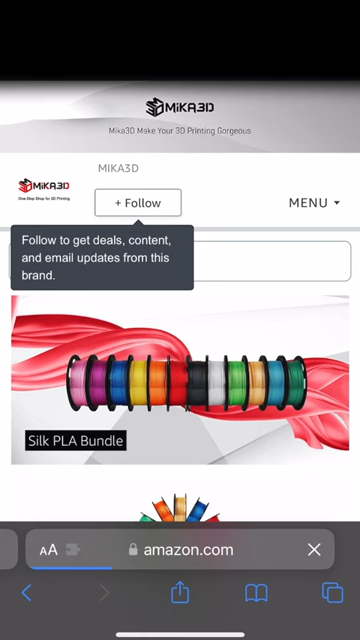 MIKA3D
Mika3D Make Your 3D Printing Gorgeous
MIKA3D
MIKA3D
One-Stop Shop for 3D Printing
+ Follow
MENU
Follow to get deals, content,
and email updates from this
brand.
Silk PLA Bundle
AA
amazon.com